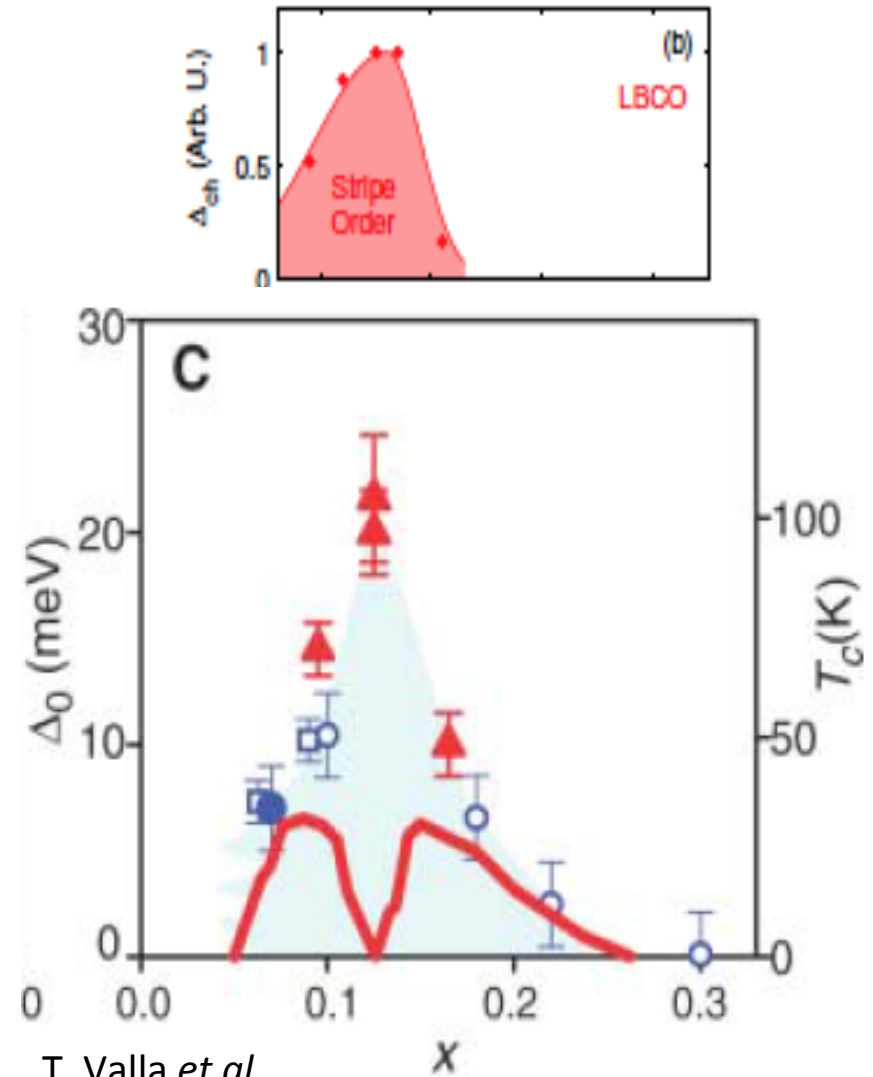 (b)
LBCO
Δch (Arb. U.)
1
0.5
0
Stripe
Order
C
30
20
10
0
Δ0 (meV)
100
50
0
Tc(K)
0 0.0 0.1 0.2 0.3
x
T. Valla et al